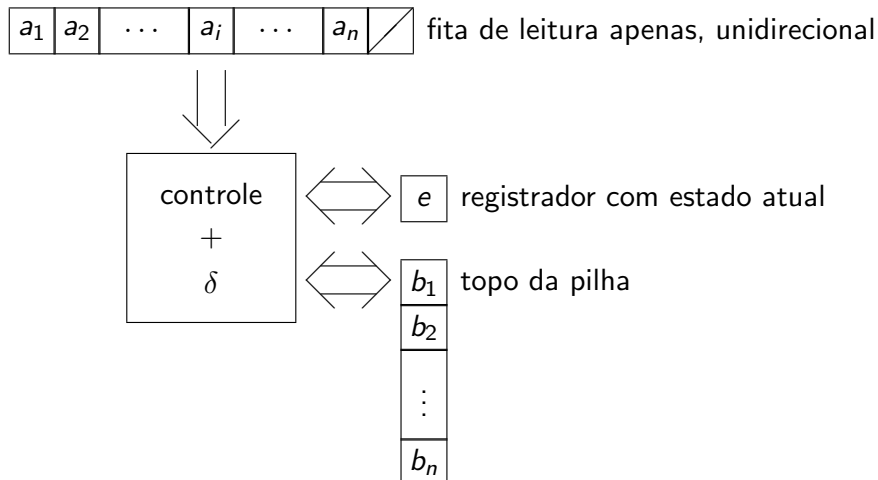 a1 a2 ⋯ ai ⋯ an fita de leitura apenas, unidirecional
controle
+
δ
e registrador com estado atual
b1 topo da pilha
b2
⋮
bn